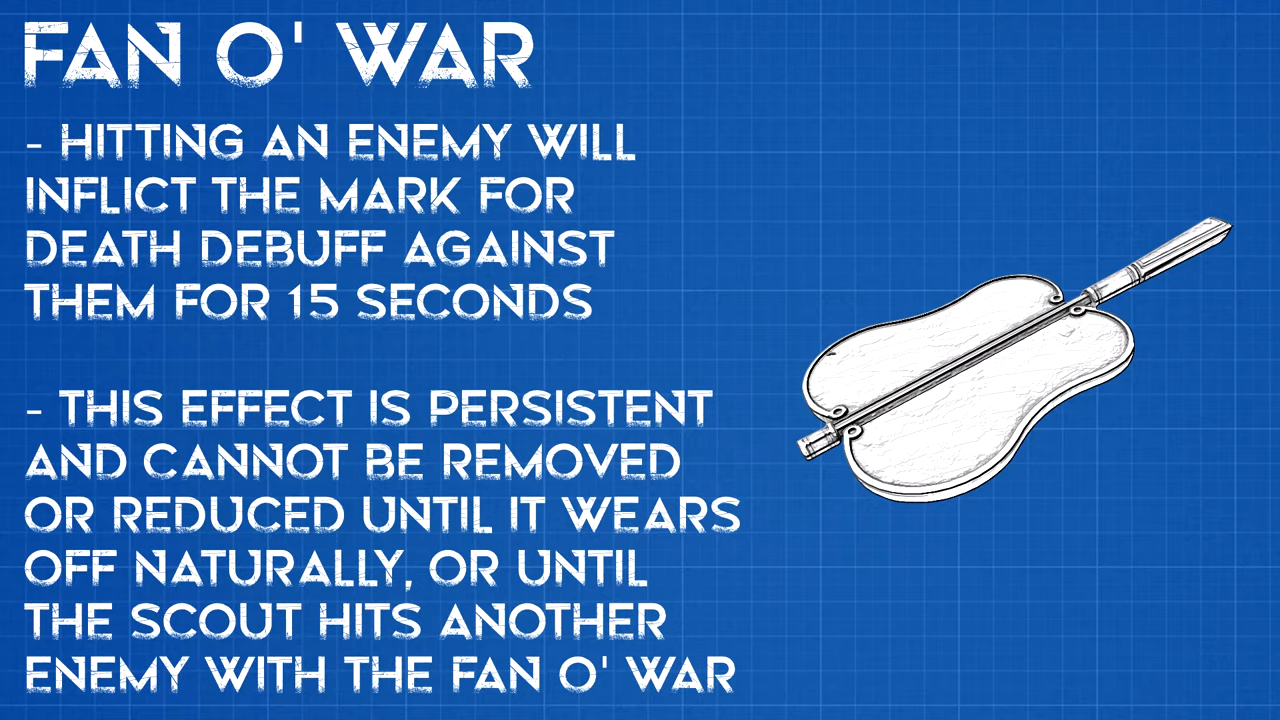 FAN O' WAR
- HITTING AN ENEMY WILL
INFLICT THE MARK FOR
DEATH DEBUFF AGAINST
THEM FOR 15 SECONDS
- THIS EFFECT IS PERSISTENT
AND CANNOT BE REMOVED
OR REDUCED UNTIL IT WEARS
OFF NATURALLY, OR UNTIL
THE SCOUT HITS ANOTHER
ENEMY WITH THE FAN O' WAR